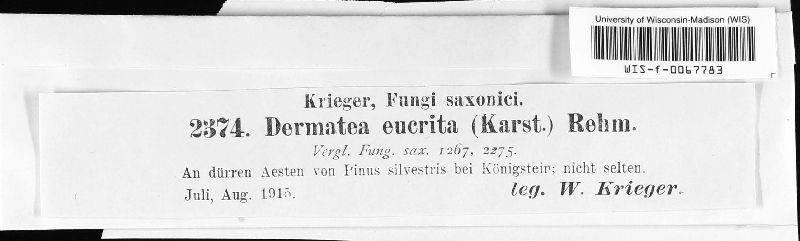 University of Wisconsin-Madison (WIS)
WIS-f-0067783
Krieger, Fungi saxonici.
2374. Dermatea eucrita (Karst.) Rehm.
Vergl. Fung. sax. 1267, 2275.
An dürren Aesten von Pinus silvestris bei Königstein; nicht selten.
Juli, Aug. 1915.
leg. W. Krieger.